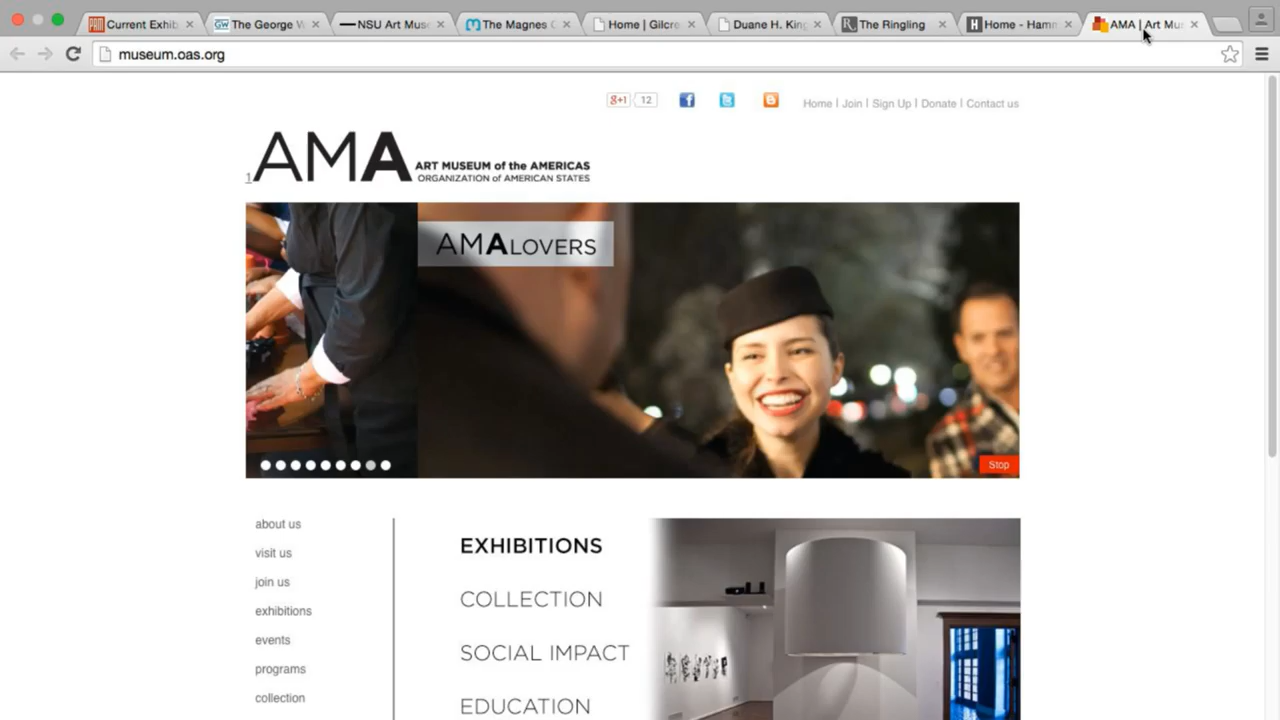 Current Exhib
The George W
NSU Art Muse
The Magnes C
Home | Gilcre
Duane H. King
The Ringling
Home - Hamm
AMA | Art Mus
museum.oas.org
g+1 12
Home | Join | Sign Up | Donate | Contact us
1
AMA ART MUSEUM of the AMERICAS
ORGANIZATION of AMERICAN STATES
AMALOVERS
Stop
about us
visit us
join us
exhibitions
events
programs
collection
EXHIBITIONS
COLLECTION
SOCIAL IMPACT
EDUCATION